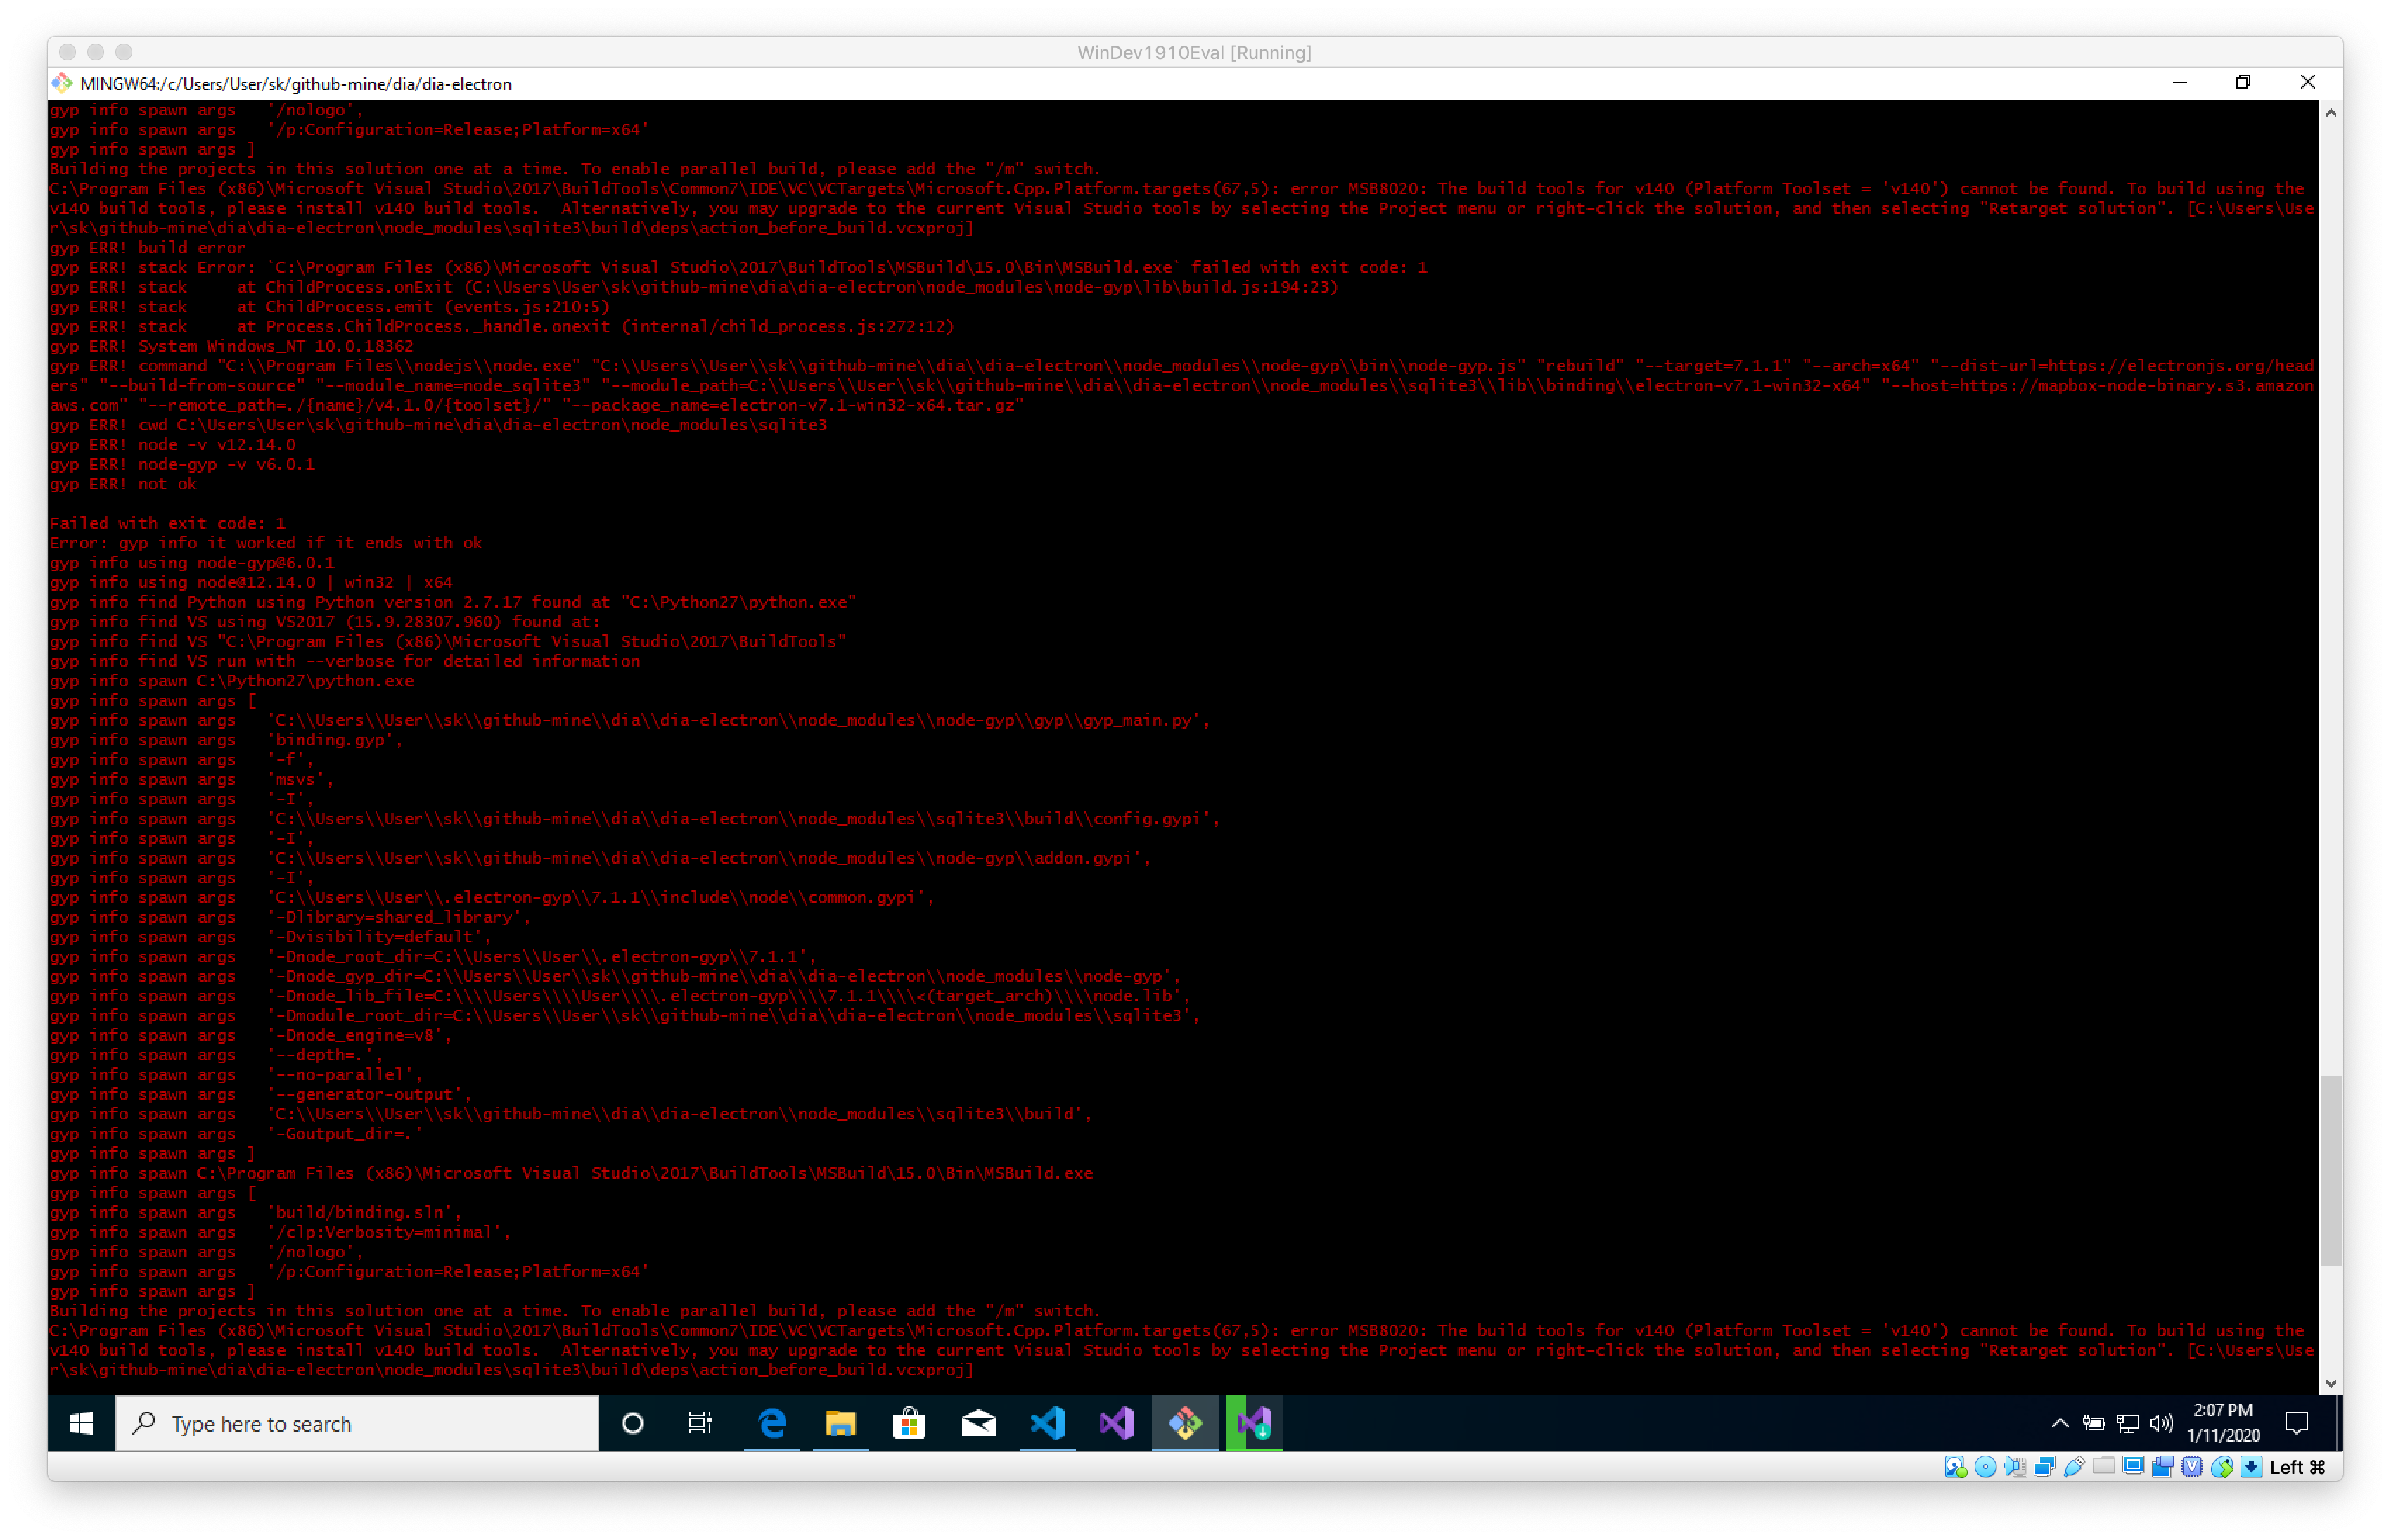 WinDev1910Eval [Running]
MINGW64:/c/Users/User/sk/github-mine/dia/dia-electron
gyp info spawn args   '/nologo',
gyp info spawn args   '/p:Configuration=Release;Platform=x64'
gyp info spawn args ]
Building the projects in this solution one at a time. To enable parallel build, please add the "/m" switch.
C:\Program Files (x86)\Microsoft Visual Studio\2017\BuildTools\Common7\IDE\VC\VCTargets\Microsoft.Cpp.Platform.targets(67,5): error MSB8020: The build tools for v140 (Platform Toolset = 'v140') cannot be found. To build using the
v140 build tools, please install v140 build tools.  Alternatively, you may upgrade to the current Visual Studio tools by selecting the Project menu or right-click the solution, and then selecting "Retarget solution". [C:\Users\Use
r\sk\github-mine\dia\dia-electron\node_modules\sqlite3\build\deps\action_before_build.vcxproj]
gyp ERR! build error
gyp ERR! stack Error: `C:\Program Files (x86)\Microsoft Visual Studio\2017\BuildTools\MSBuild\15.0\Bin\MSBuild.exe` failed with exit code: 1
gyp ERR! stack     at ChildProcess.onExit (C:\Users\User\sk\github-mine\dia\dia-electron\node_modules\node-gyp\lib\build.js:194:23)
gyp ERR! stack     at ChildProcess.emit (events.js:210:5)
gyp ERR! stack     at Process.ChildProcess._handle.onexit (internal/child_process.js:272:12)
gyp ERR! System Windows_NT 10.0.18362
gyp ERR! command "C:\\Program Files\\nodejs\\node.exe" "C:\\Users\\User\\sk\\github-mine\\dia\\dia-electron\\node_modules\\node-gyp\\bin\\node-gyp.js" "rebuild" "--target=7.1.1" "--arch=x64" "--dist-url=https://electronjs.org/head
ers" "--build-from-source" "--module_name=node_sqlite3" "--module_path=C:\\Users\\User\\sk\\github-mine\\dia\\dia-electron\\node_modules\\sqlite3\\lib\\binding\\electron-v7.1-win32-x64" "--host=https://mapbox-node-binary.s3.amazon
aws.com" "--remote_path=./{name}/v4.1.0/{toolset}/" "--package_name=electron-v7.1-win32-x64.tar.gz"
gyp ERR! cwd C:\Users\User\sk\github-mine\dia\dia-electron\node_modules\sqlite3
gyp ERR! node -v v12.14.0
gyp ERR! node-gyp -v v6.0.1
gyp ERR! not ok
Failed with exit code: 1
Error: gyp info it worked if it ends with ok
gyp info using node-gyp@6.0.1
gyp info using node@12.14.0 | win32 | x64
gyp info find Python using Python version 2.7.17 found at "C:\Python27\python.exe"
gyp info find VS using VS2017 (15.9.28307.960) found at:
gyp info find VS "C:\Program Files (x86)\Microsoft Visual Studio\2017\BuildTools"
gyp info find VS run with --verbose for detailed information
gyp info spawn C:\Python27\python.exe
gyp info spawn args [
gyp info spawn args   'C:\\Users\\User\\sk\\github-mine\\dia\\dia-electron\\node_modules\\node-gyp\\gyp\\gyp_main.py',
gyp info spawn args   'binding.gyp',
gyp info spawn args   '-f',
gyp info spawn args   'msvs',
gyp info spawn args   '-I',
gyp info spawn args   'C:\\Users\\User\\sk\\github-mine\\dia\\dia-electron\\node_modules\\sqlite3\\build\\config.gypi',
gyp info spawn args   '-I',
gyp info spawn args   'C:\\Users\\User\\sk\\github-mine\\dia\\dia-electron\\node_modules\\node-gyp\\addon.gypi',
gyp info spawn args   '-I',
gyp info spawn args   'C:\\Users\\User\\.electron-gyp\\7.1.1\\include\\node\\common.gypi',
gyp info spawn args   '-Dlibrary=shared_library',
gyp info spawn args   '-Dvisibility=default',
gyp info spawn args   '-Dnode_root_dir=C:\\Users\\User\\.electron-gyp\\7.1.1',
gyp info spawn args   '-Dnode_gyp_dir=C:\\Users\\User\\sk\\github-mine\\dia\\dia-electron\\node_modules\\node-gyp',
gyp info spawn args   '-Dnode_lib_file=C:\\\\Users\\\\User\\\\.electron-gyp\\\\7.1.1\\\\<(target_arch)\\\\node.lib',
gyp info spawn args   '-Dmodule_root_dir=C:\\Users\\User\\sk\\github-mine\\dia\\dia-electron\\node_modules\\sqlite3',
gyp info spawn args   '-Dnode_engine=v8',
gyp info spawn args   '--depth=.',
gyp info spawn args   '--no-parallel',
gyp info spawn args   '--generator-output',
gyp info spawn args   'C:\\Users\\User\\sk\\github-mine\\dia\\dia-electron\\node_modules\\sqlite3\\build',
gyp info spawn args   '-Goutput_dir=.'
gyp info spawn args ]
gyp info spawn C:\Program Files (x86)\Microsoft Visual Studio\2017\BuildTools\MSBuild\15.0\Bin\MSBuild.exe
gyp info spawn args [
gyp info spawn args   'build/binding.sln',
gyp info spawn args   '/clp:Verbosity=minimal',
gyp info spawn args   '/nologo',
gyp info spawn args   '/p:Configuration=Release;Platform=x64'
gyp info spawn args ]
Building the projects in this solution one at a time. To enable parallel build, please add the "/m" switch.
C:\Program Files (x86)\Microsoft Visual Studio\2017\BuildTools\Common7\IDE\VC\VCTargets\Microsoft.Cpp.Platform.targets(67,5): error MSB8020: The build tools for v140 (Platform Toolset = 'v140') cannot be found. To build using the
v140 build tools, please install v140 build tools.  Alternatively, you may upgrade to the current Visual Studio tools by selecting the Project menu or right-click the solution, and then selecting "Retarget solution". [C:\Users\Use
r\sk\github-mine\dia\dia-electron\node_modules\sqlite3\build\deps\action_before_build.vcxproj]
Type here to search
2:07 PM
1/11/2020
Left ⌘